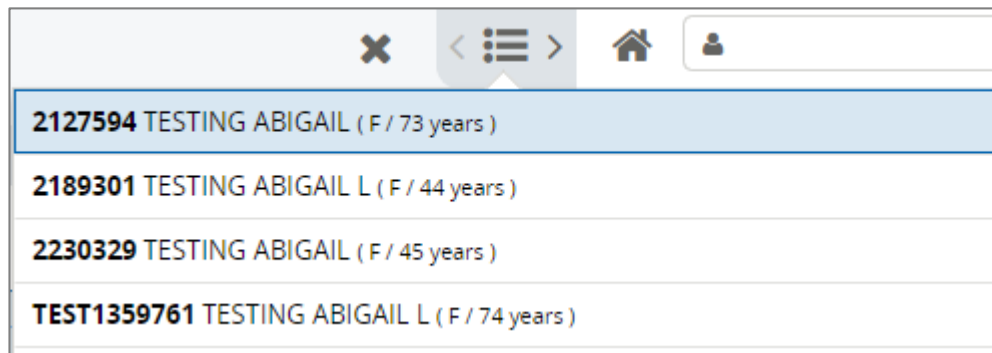 2127594 TESTING ABIGAIL ( F / 73 years )
2189301 TESTING ABIGAIL L ( F / 44 years )
2230329 TESTING ABIGAIL ( F / 45 years )
TEST1359761 TESTING ABIGAIL L ( F / 74 years )